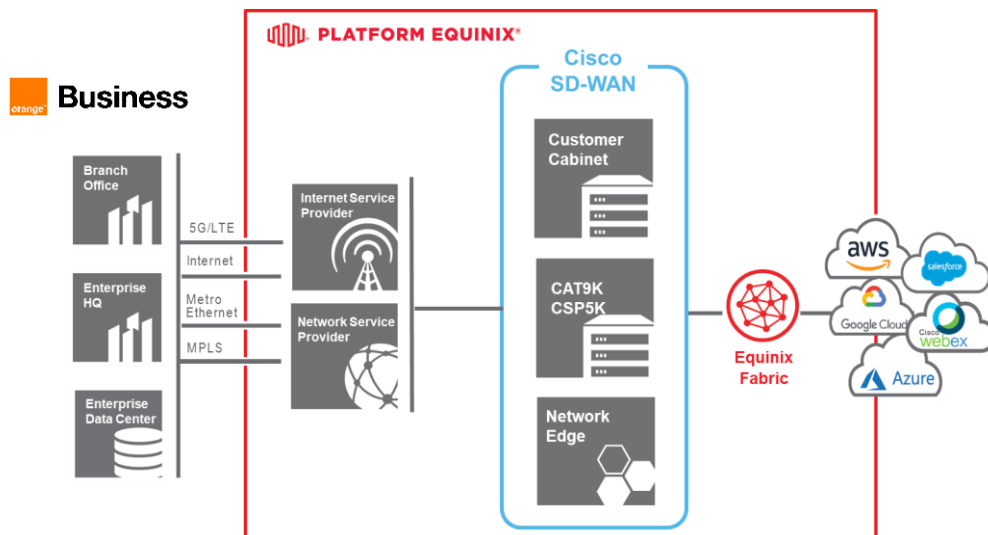 PLATFORM EQUINIX®
orange™
Business
Cisco
SD-WAN
Branch
Office
Enterprise
HQ
Enterprise
Data Center
5G/LTE
Internet
Metro
Ethernet
MPLS
Internet Service
Provider
Network Service
Provider
Customer
Cabinet
CAT9K
CSP5K
Network
Edge
Equinix
Fabric
aws
salesforce
Google Cloud
Cisco
webex
Azure